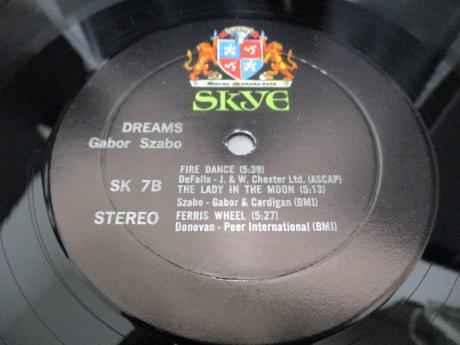 SKYE
DREAMS
Gabor Szabo
SK 7B
STEREO
FIRE DANCE (5:39)
DeFalla - J. & W. Chester Ltd. (ASCAP)
THE LADY IN THE MOON (5:13)
Szabo - Gabor & Cardigan (BMI)
FERRIS WHEEL (5:27)
Donovan - Peer International (BMI)